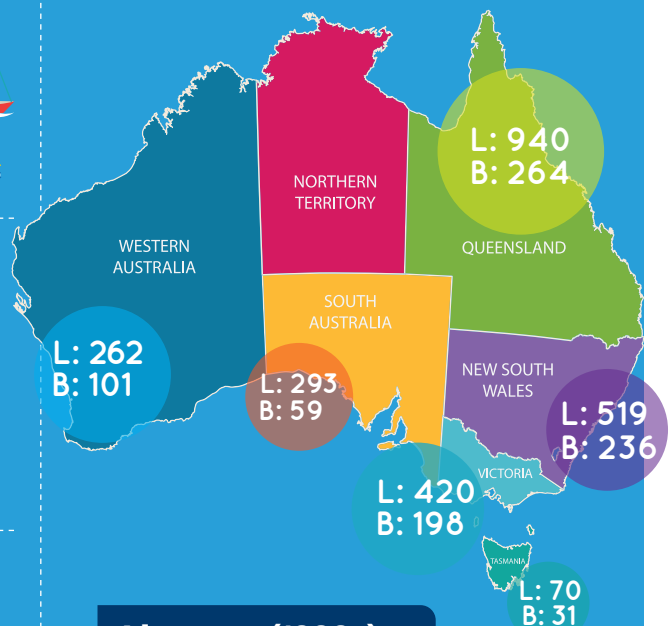 L: 940
B: 264
NORTHERN
TERRITORY
WESTERN
AUSTRALIA
QUEENSLAND
SOUTH
AUSTRALIA
L: 262
B: 101
L: 293
B: 59
NEW SOUTH
WALES
L: 519
B: 236
VICTORIA
L: 420
B: 198
TASMANIA
L: 70
B: 31